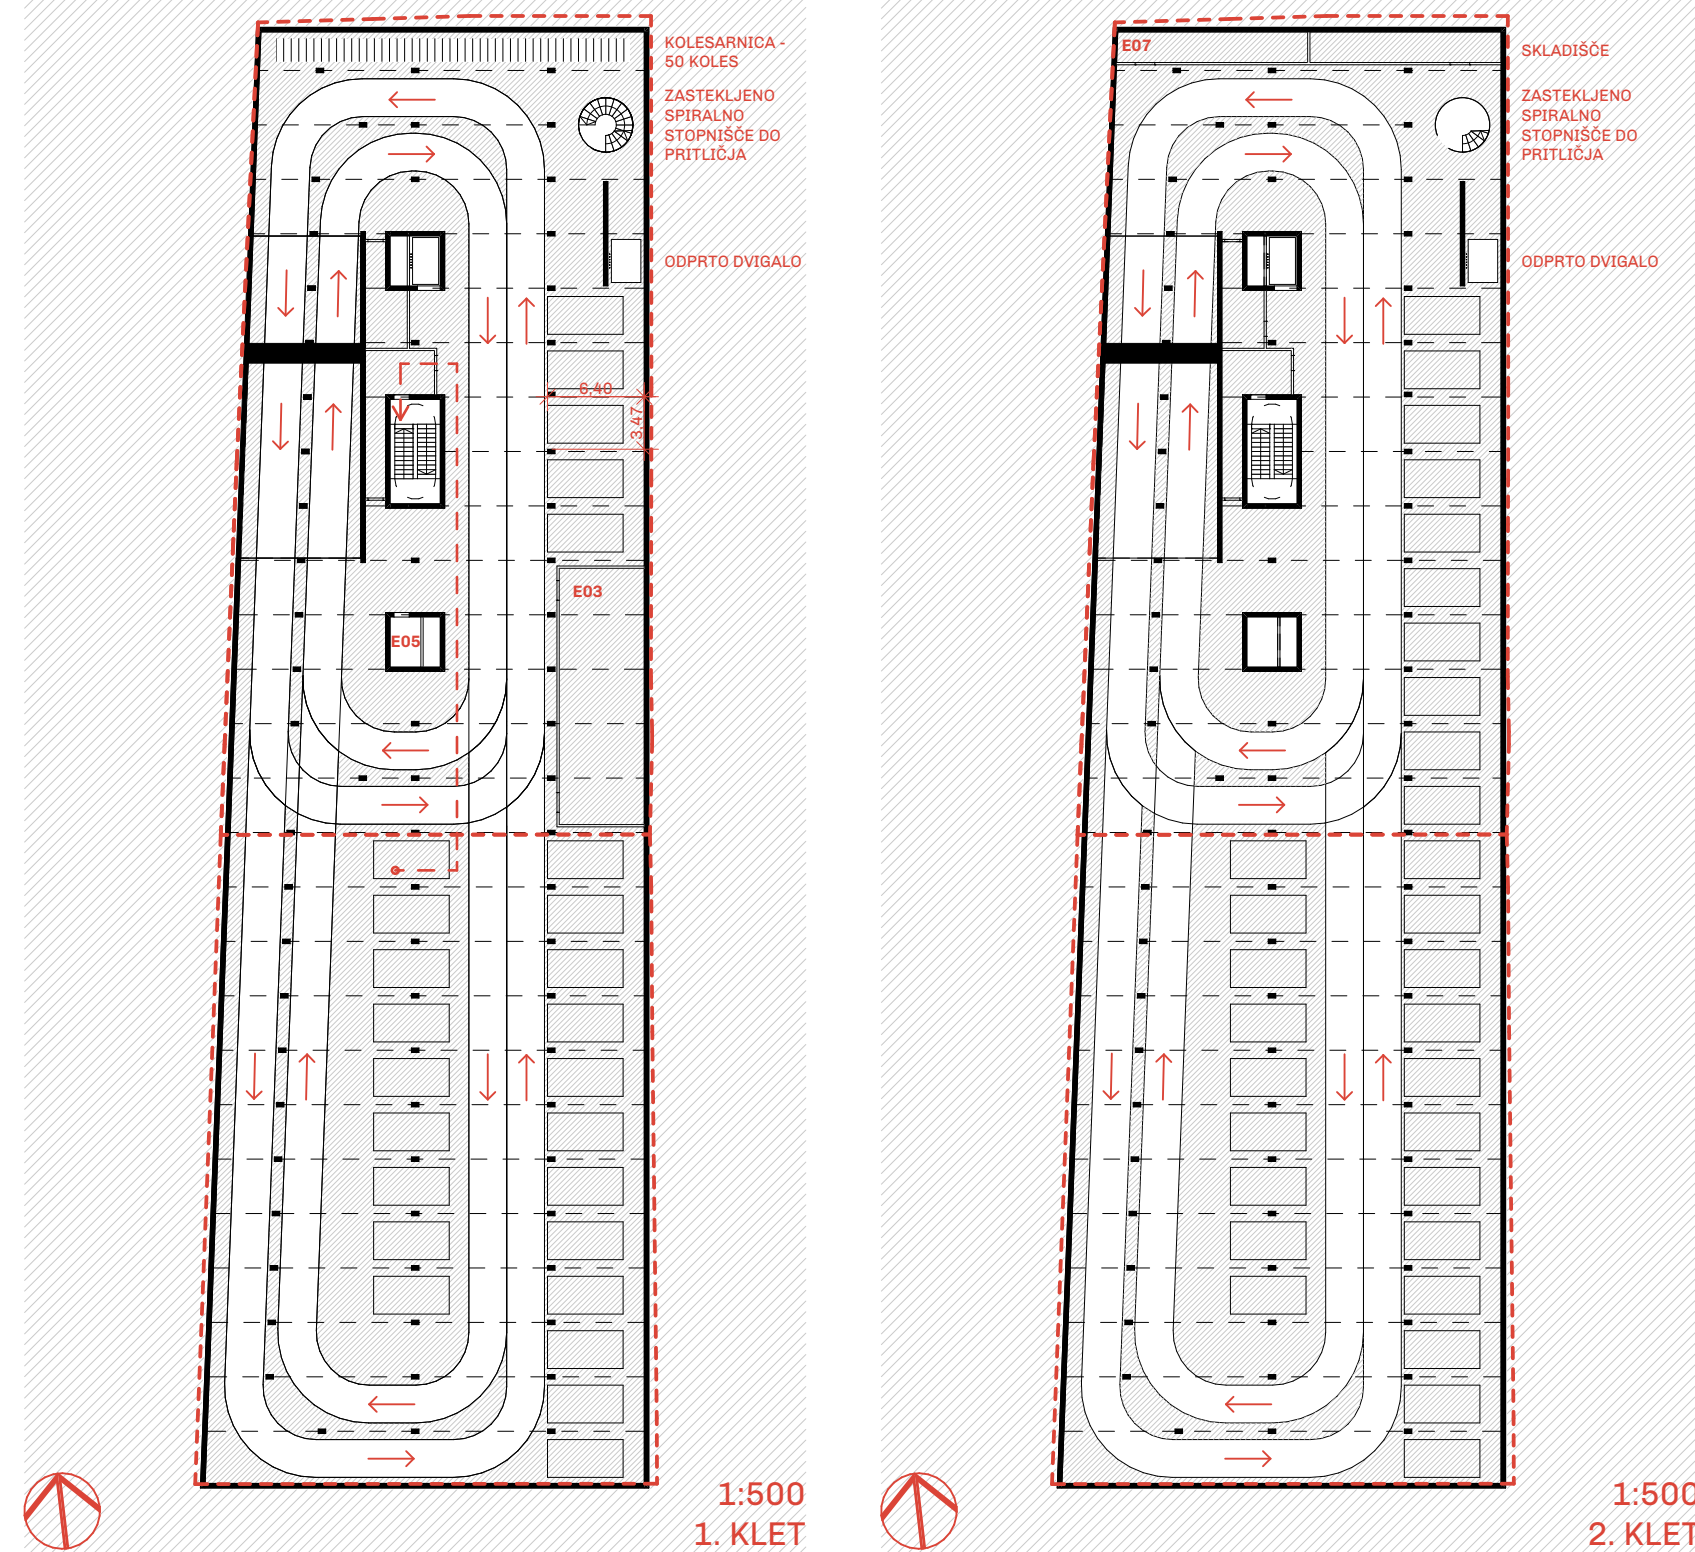 KOLESARNICA -
50 KOLES
ZASTEKLJENO
SPIRALNO
STOPNIŠČE DO
PRITLIČJA
ODPRTO DVIGALO
6,40
3,47
E03
E05
1:500
1. KLET
E07
SKLADIŠČE
ZASTEKLJENO
SPIRALNO
STOPNIŠČE DO
PRITLIČJA
ODPRTO DVIGALO
1:500
2. KLET